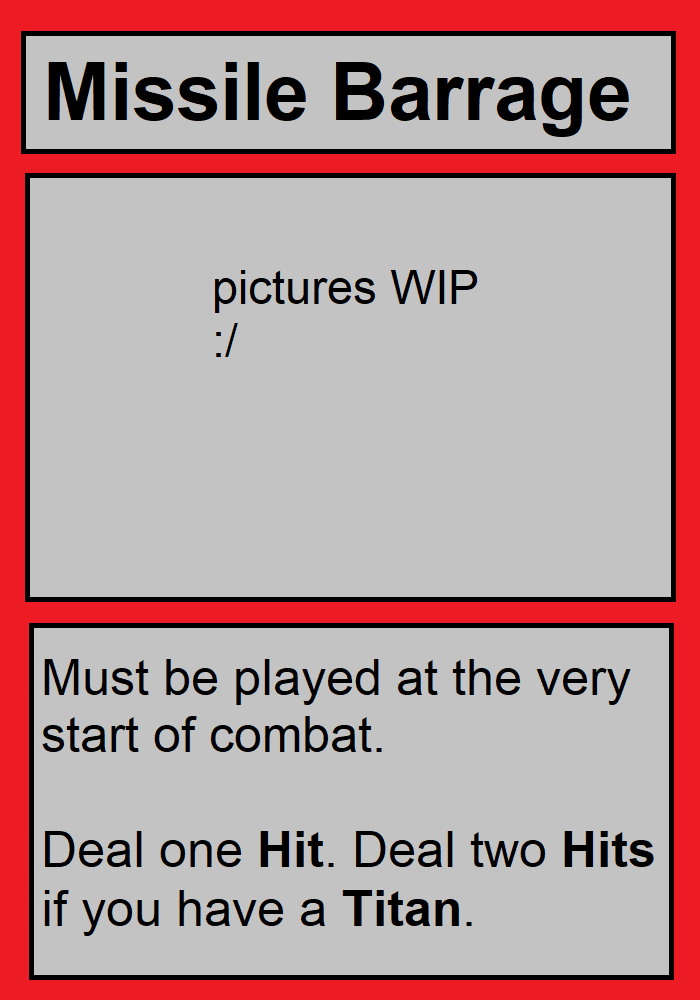 Missile Barrage
pictures WIP
:/
Must be played at the very
start of combat.
Deal one Hit. Deal two Hits
if you have a Titan.